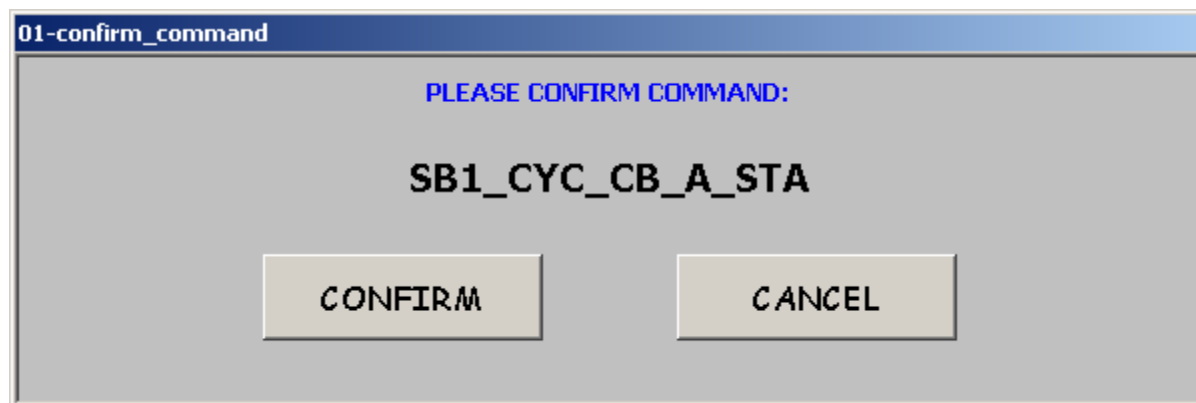 01-confirm_command
PLEASE CONFIRM COMMAND:
SB1_CYC_CB_A_STA
CONFIRM
CANCEL